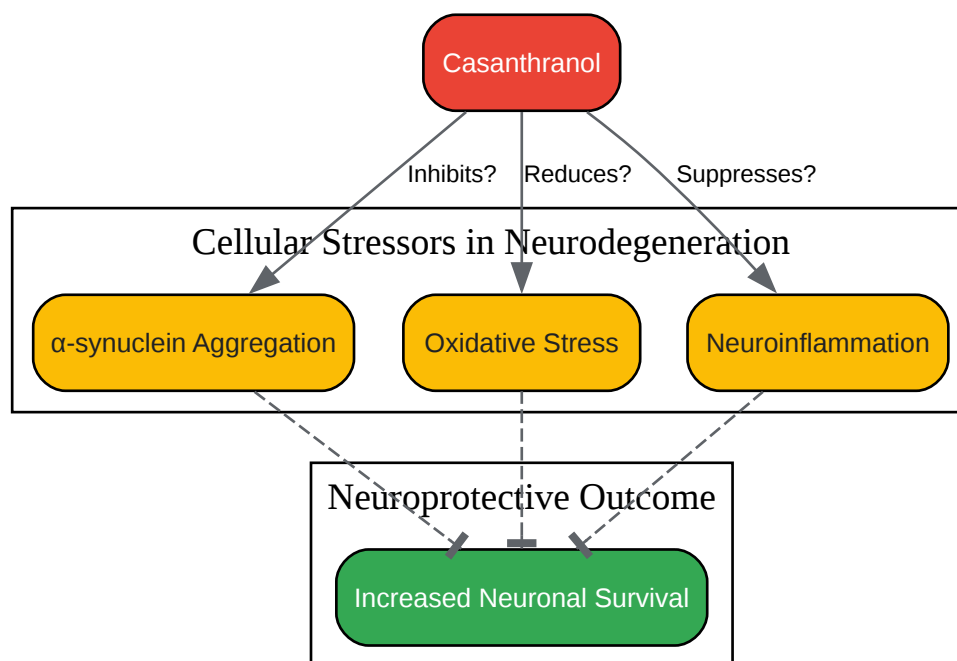 Casanthranol
Inhibits?
Reduces?
Suppresses?
Cellular Stressors in Neurodegeneration
α-synuclein Aggregation
Oxidative Stress
Neuroinflammation
Neuroprotective Outcome
Increased Neuronal Survival